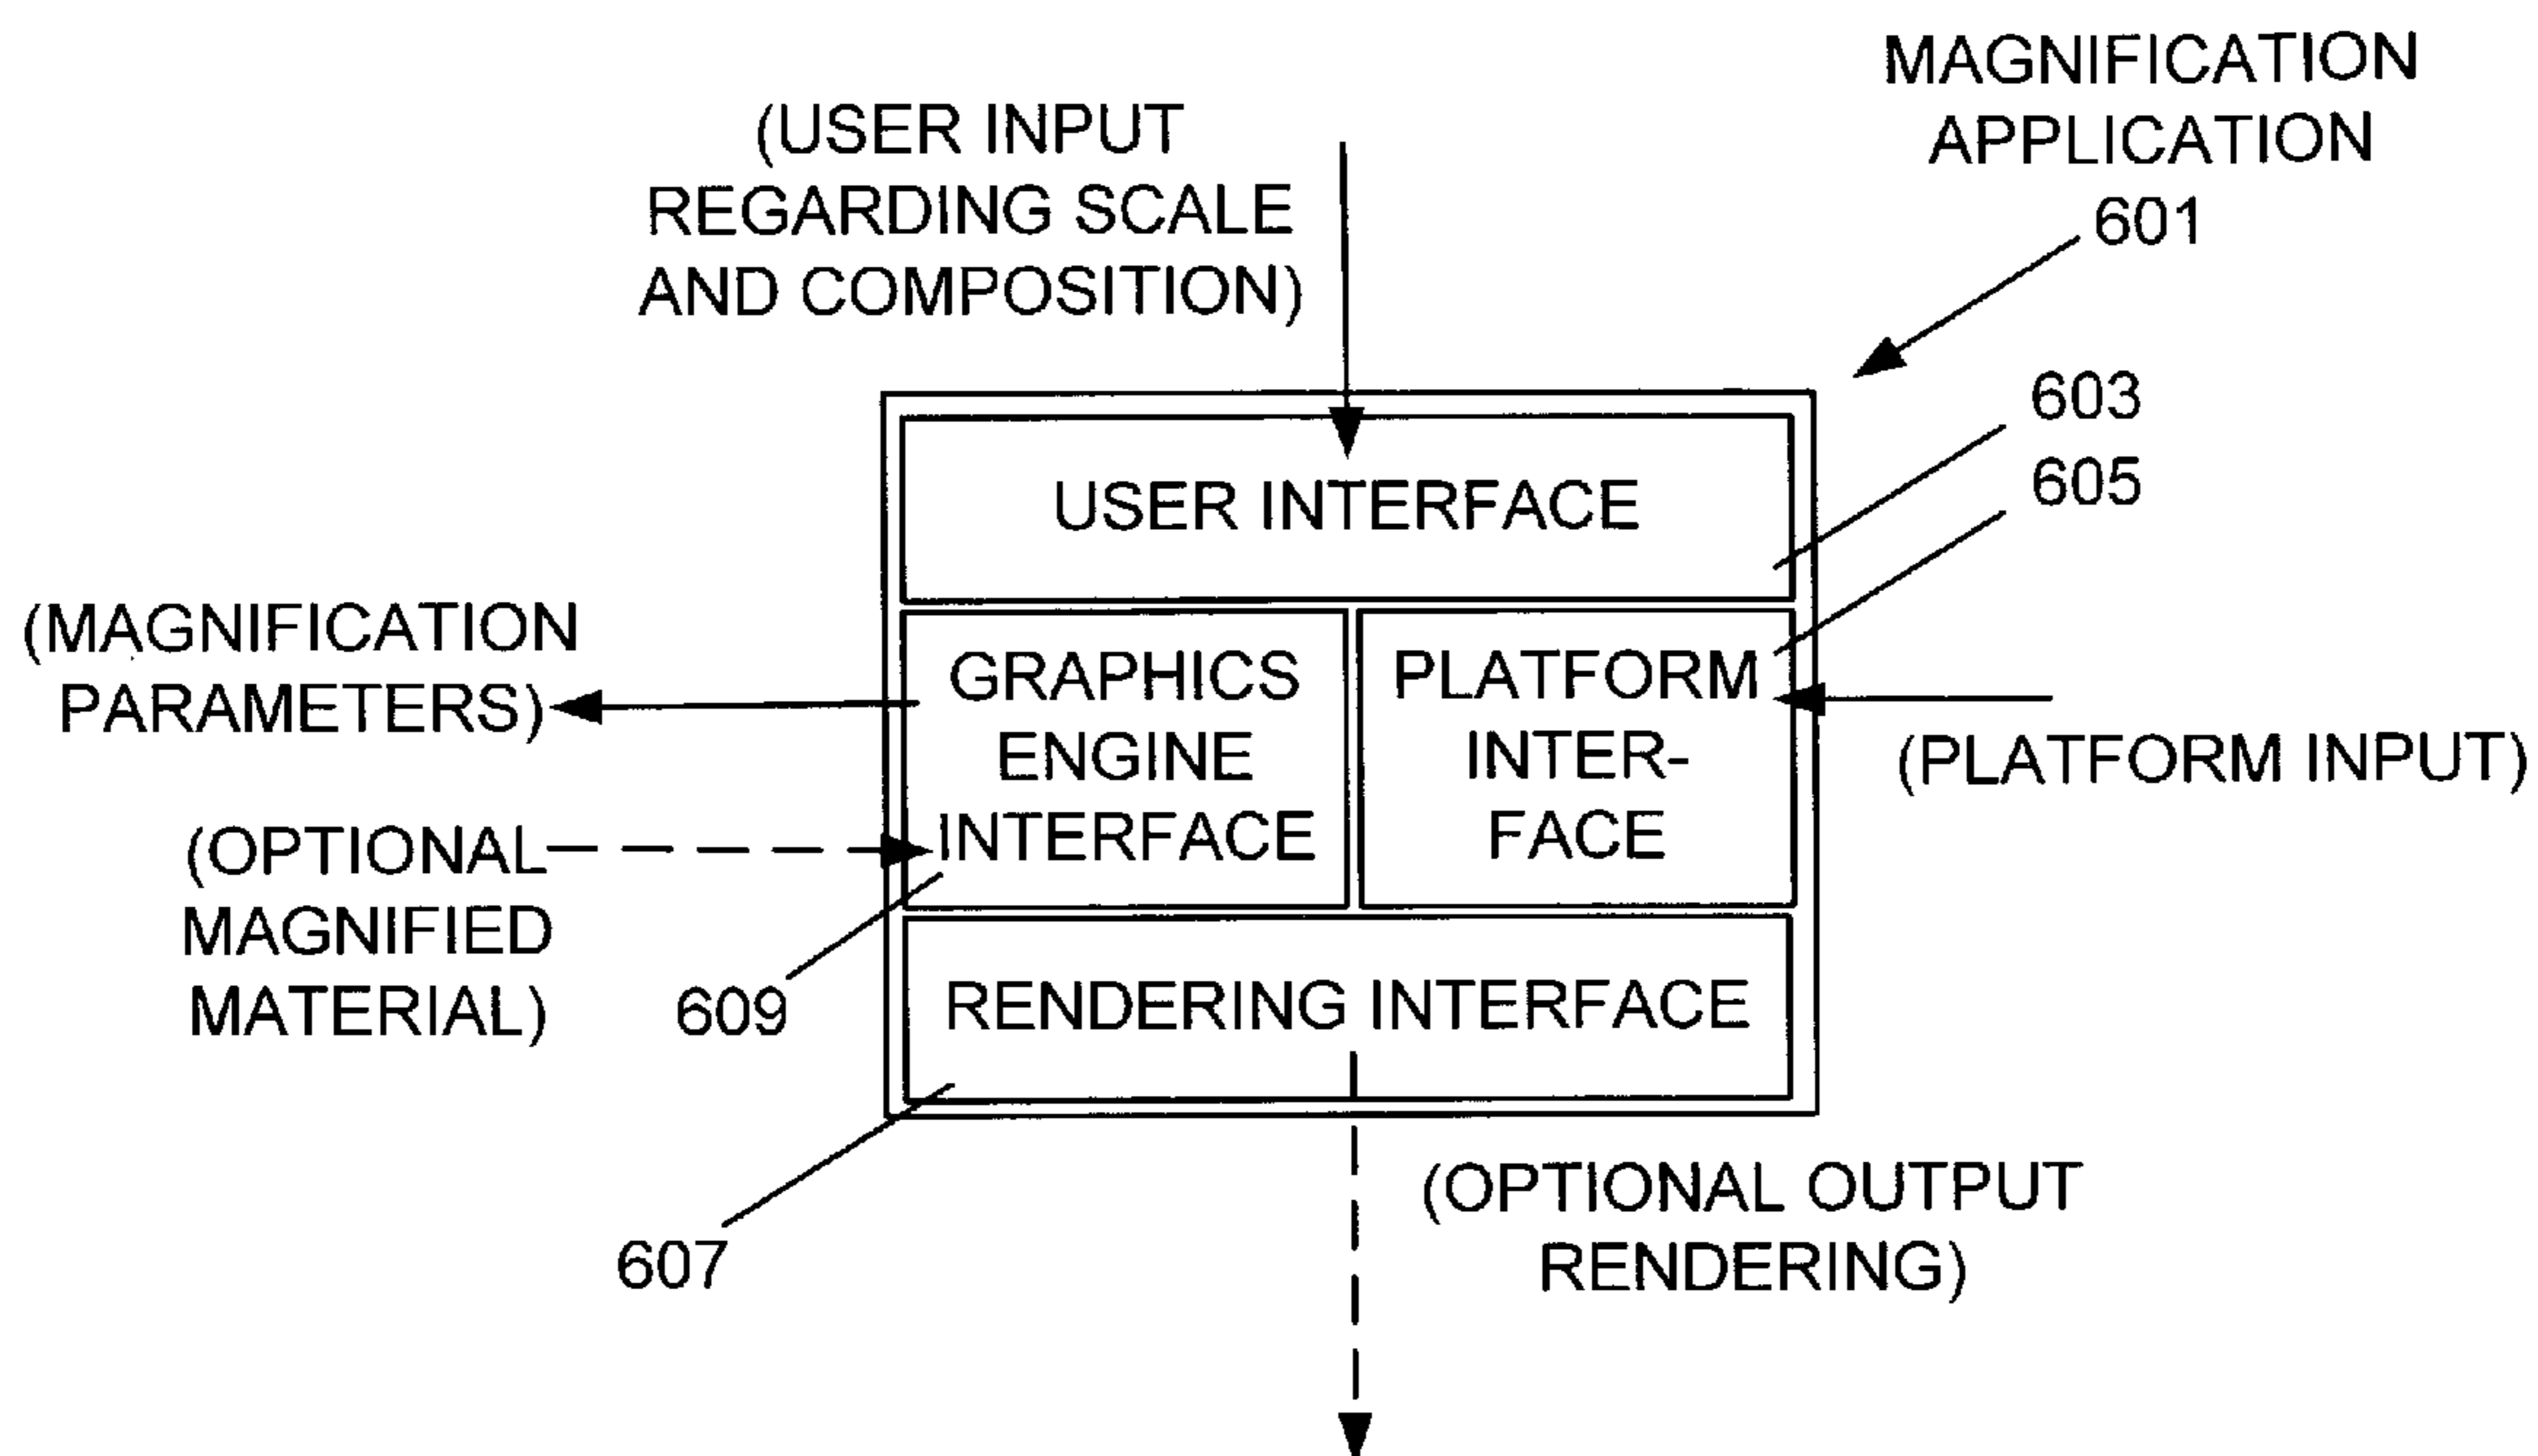 MAGNIFICATION
APPLICATION
601
(USER INPUT
REGARDING SCALE
AND COMPOSITION)
603
605
USER INTERFACE
(MAGNIFICATION
PARAMETERS)
GRAPHICS
ENGINE
INTERFACE
PLATFORM
INTER-
FACE
(PLATFORM INPUT)
(OPTIONAL
MAGNIFIED
MATERIAL)
609
RENDERING INTERFACE
607
(OPTIONAL OUTPUT
RENDERING)